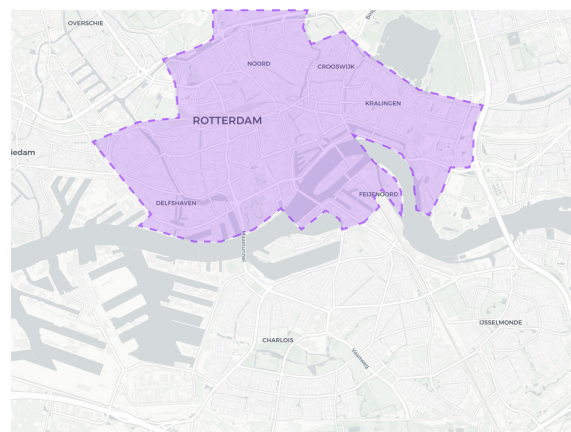 OVERSCHIE
NOORD
CROOSWIJK
KRALINGEN
ROTTERDAM
iedam
FEIJENOORD
DELFSHAVEN
Maastunnel
IJSSELMONDE
CHARLOIS
Vaanweg